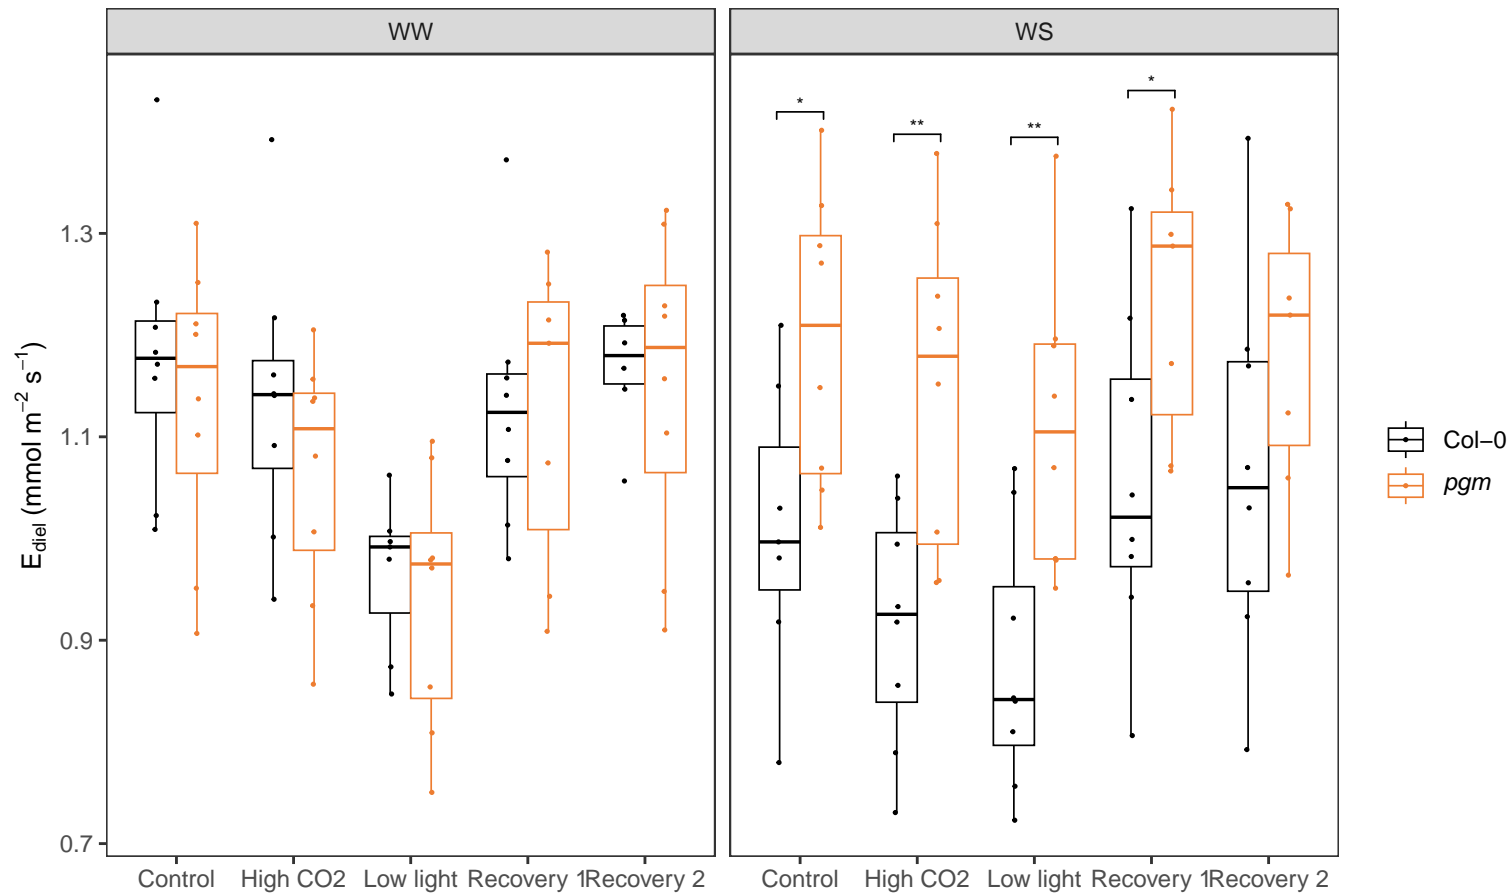 WW WS
* ** ** *
1.3
1.1
0.9
0.7
E_diel (mmol m⁻² s⁻¹)
Col−0
pgm
Control High CO2 Low light Recovery 1 Recovery 2 Control High CO2 Low light Recovery 1 Recovery 2